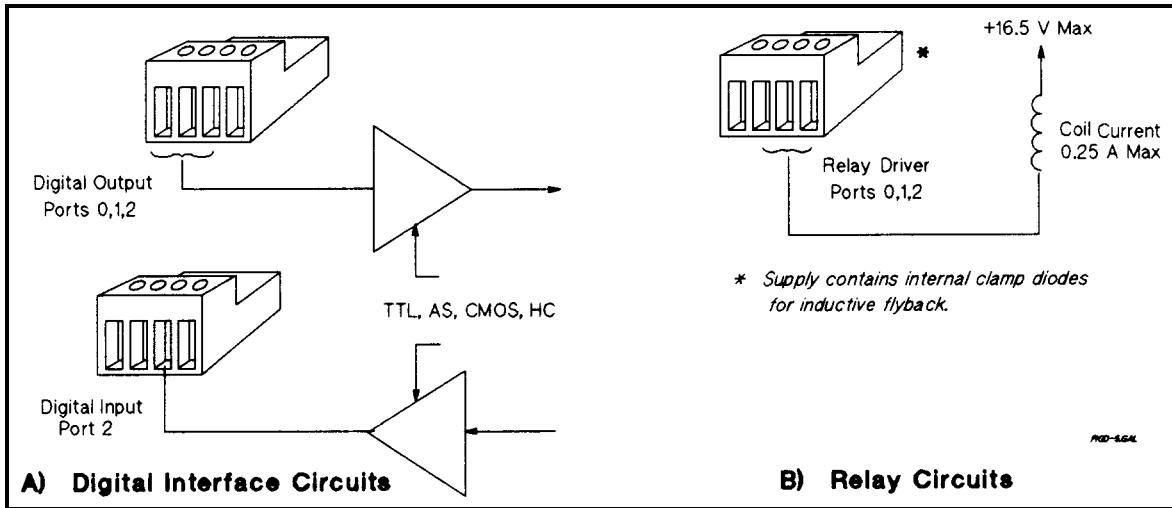 Digital Output
Ports 0,1,2
TTL, AS, CMOS, HC
Digital Input
Port 2
A) Digital Interface Circuits
+16.5 V Max
*
Coil Current
0.25 A Max
Relay Driver
Ports 0,1,2
* Supply contains internal clamp diodes
for inductive flyback.
B) Relay Circuits